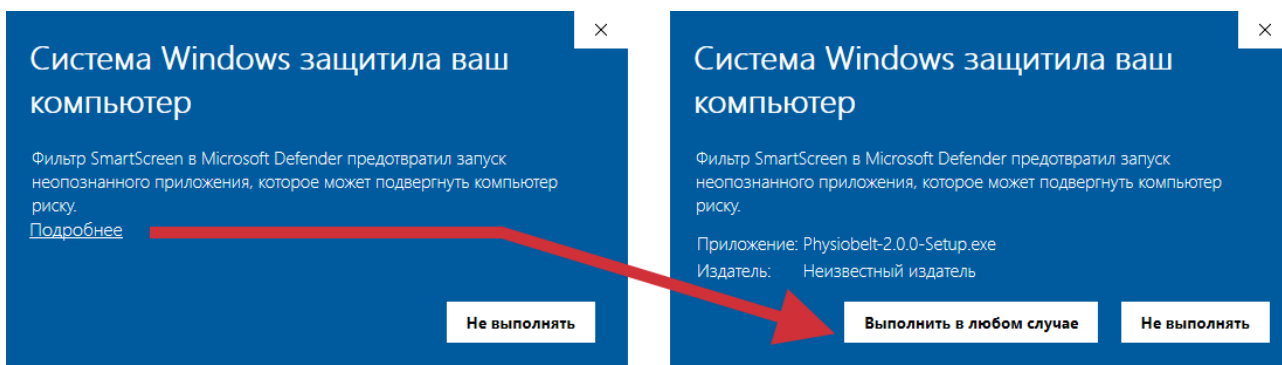 Система Windows защитила ваш
компьютер
Фильтр SmartScreen в Microsoft Defender предотвратил запуск
неопознанного приложения, которое может подвергнуть компьютер
риску.
Подробнее
Не выполнять
Система Windows защитила ваш
компьютер
Фильтр SmartScreen в Microsoft Defender предотвратил запуск
неопознанного приложения, которое может подвергнуть компьютер
риску.
Приложение: Physiobelt-2.0.0-Setup.exe
Издатель: Неизвестный издатель
Выполнить в любом случае Не выполнять